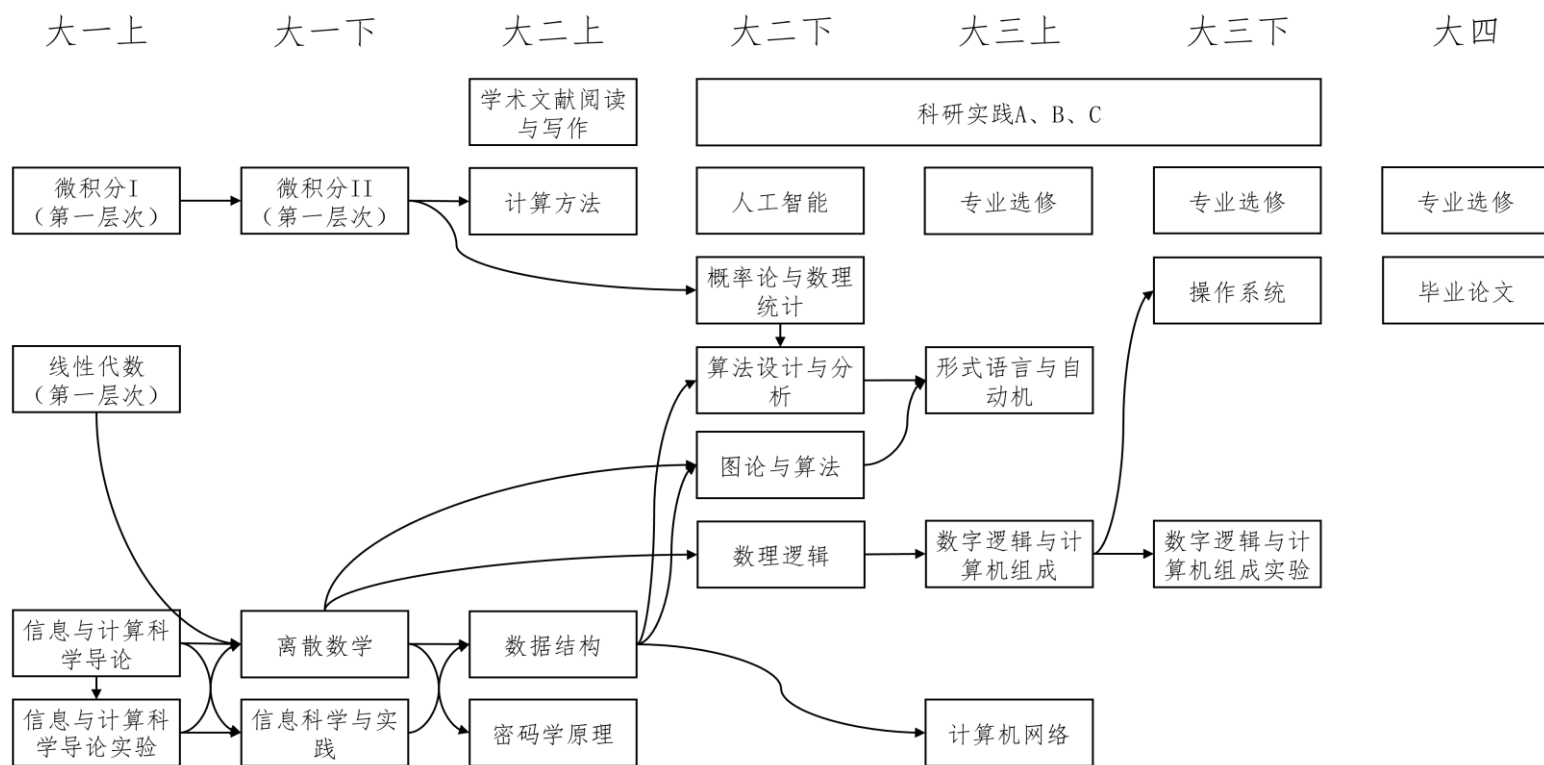 大一上
大一下
大二上
大二下
大三上
大三下
大四
学术文献阅读
与写作
科研实践A、B、C
微积分I
（第一层次）
微积分II
（第一层次）
计算方法
人工智能
专业选修
专业选修
专业选修
概率论与数理
统计
操作系统
毕业论文
线性代数
（第一层次）
算法设计与分
析
形式语言与自
动机
图论与算法
数理逻辑
数字逻辑与计
算机组成
数字逻辑与计
算机组成实验
信息与计算科
学导论
离散数学
数据结构
信息与计算科
学导论实验
信息科学与实
践
密码学原理
计算机网络